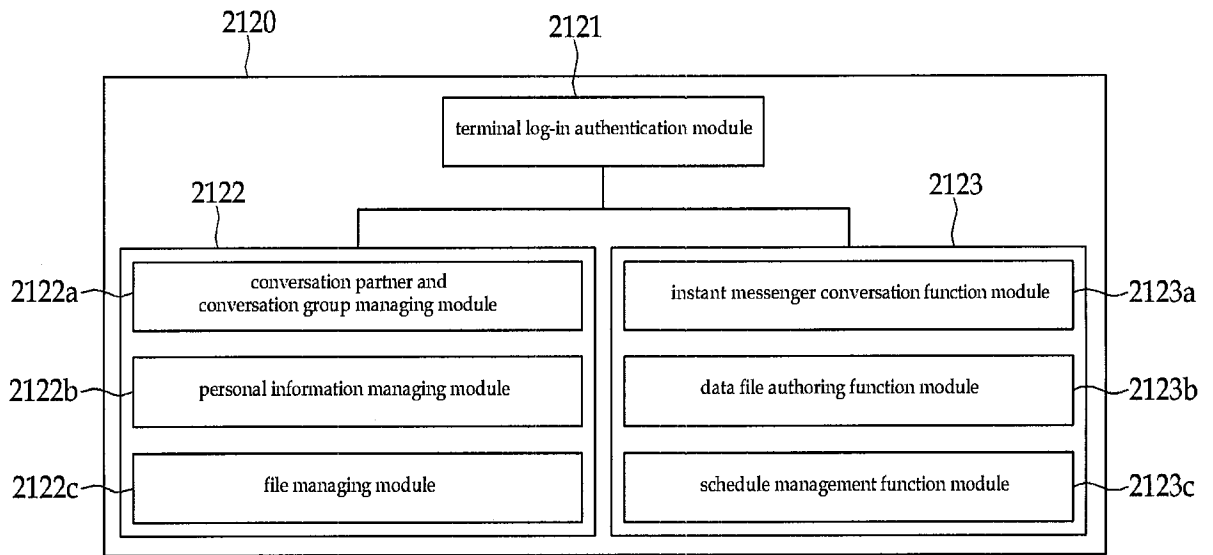 2120
2121
terminal log-in authentication module
2122
2123
2122a
conversation partner and
conversation group managing module
instant messenger conversation function module
2123a
2122b
personal information managing module
data file authoring function module
2123b
2122c
file managing module
schedule management function module
2123c